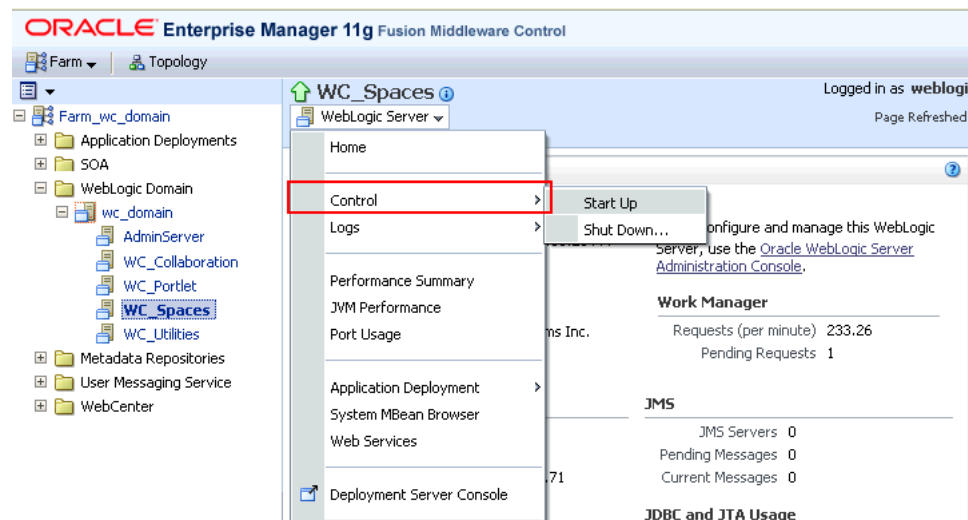 ORACLE Enterprise Manager 11g Fusion Middleware Control
Farm Topology
WC_Spaces
Logged in as weblogi
WebLogic Server
Page Refreshed
Farm_wc_domain
Application Deployments
SOA
WebLogic Domain
wc_domain
AdminServer
WC_Collaboration
WC_Portlet
WC_Spaces
WC_Utilities
Metadata Repositories
User Messaging Service
WebCenter
Home
Control
Logs
Performance Summary
JVM Performance
Port Usage
Application Deployment
System MBean Browser
Web Services
Deployment Server Console
Start Up
Shut Down...
onfigure and manage this WebLogic
Server, use the Oracle WebLogic Server
Administration Console.
Work Manager
ms Inc.
Requests (per minute) 233.26
Pending Requests 1
JMS
JMS Servers 0
Pending Messages 0
.71
Current Messages 0
JDBC and JTA Usage